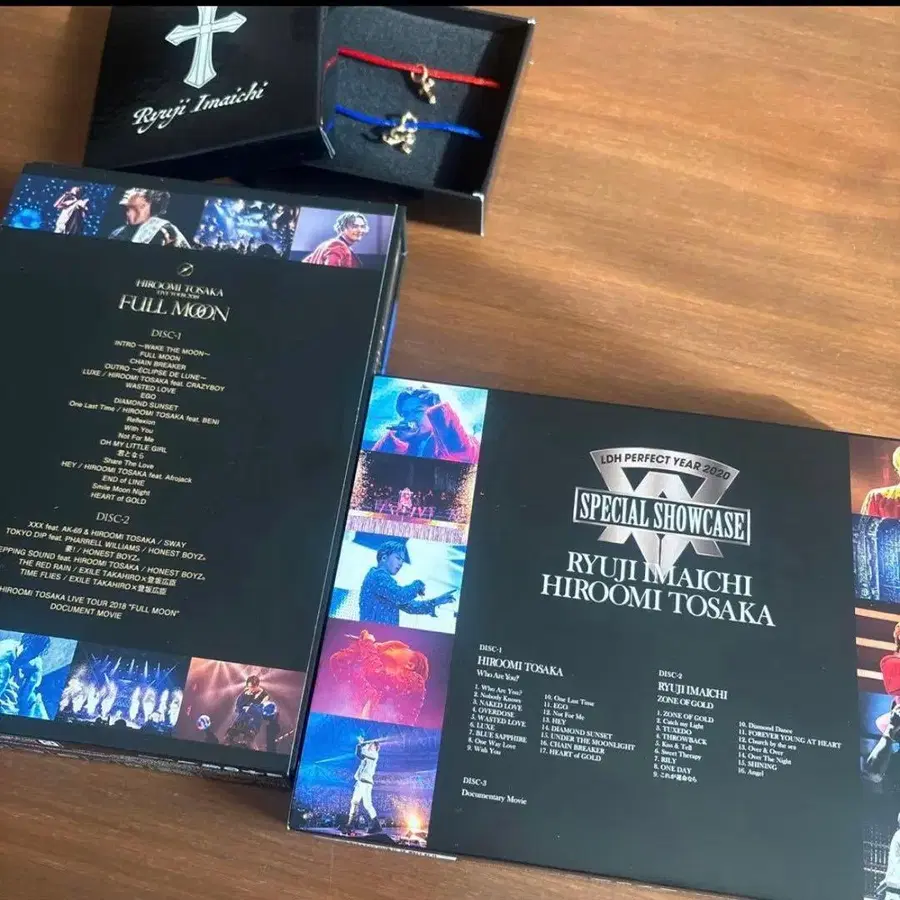 Ryuji Imaichi
HIROOMI TOSAKA
LIVE TOUR 2018
FULL MOON
DISC-1
INTRO ～WAKE THE MOON～
FULL MOON
CHAIN BREAKER
OUTRO ～ÉCLIPSE DE LUNE～
LUXE / HIROOMI TOSAKA feat. CRAZYBOY
WASTED LOVE
EGO
DIAMOND SUNSET
One Last Time / HIROOMI TOSAKA feat. BENI
Reflexion
With You
Not For Me
OH MY LITTLE GIRL
君となら
Share The Love
HEY / HIROOMI TOSAKA feat. Afrojack
END of LINE
Smile Moon Night
HEART of GOLD
DISC-2
XXX feat. AK-69 & HIROOMI TOSAKA / SWAY
TOKYO DIP feat. PHARRELL WILLIAMS / HONEST BOYZ®
要! / HONEST BOYZ®
EPPING SOUND feat. HIROOMI TOSAKA / HONEST BOYZ®
THE RED RAIN / EXILE TAKAHIRO×登坂広臣
TIME FLIES / EXILE TAKAHIRO×登坂広臣
HIROOMI TOSAKA LIVE TOUR 2018 "FULL MOON"
DOCUMENT MOVIE
LDH PERFECT YEAR 2020
SPECIAL SHOWCASE
RYUJI IMAICHI
HIROOMI TOSAKA
DISC-1
HIROOMI TOSAKA
Who Are You?
1. Who Are You?
2. Nobody Knows
3. NAKED LOVE
4. OVERDOSE
5. WASTED LOVE
6. LUXE
7. BLUE SAPPHIRE
8. One Way Love
9. With You
10. One Last Time
11. EGO
12. Not For Me
13. HEY
14. DIAMOND SUNSET
15. UNDER THE MOONLIGHT
16. CHAIN BREAKER
17. HEART of GOLD
DISC-2
RYUJI IMAICHI
ZONE OF GOLD
1. ZONE OF GOLD
2. Catch my Light
3. TUXEDO
4. THROWBACK
5. Kiss & Tell
6. Sweet Therapy
7. RILY
8. ONE DAY
9. これが運命なら
10. Diamond Dance
11. FOREVER YOUNG AT HEART
12. Church by the sea
13. Over & Over
14. Over The Night
15. SHINING
16. Angel
DISC-3
Documentary Movie